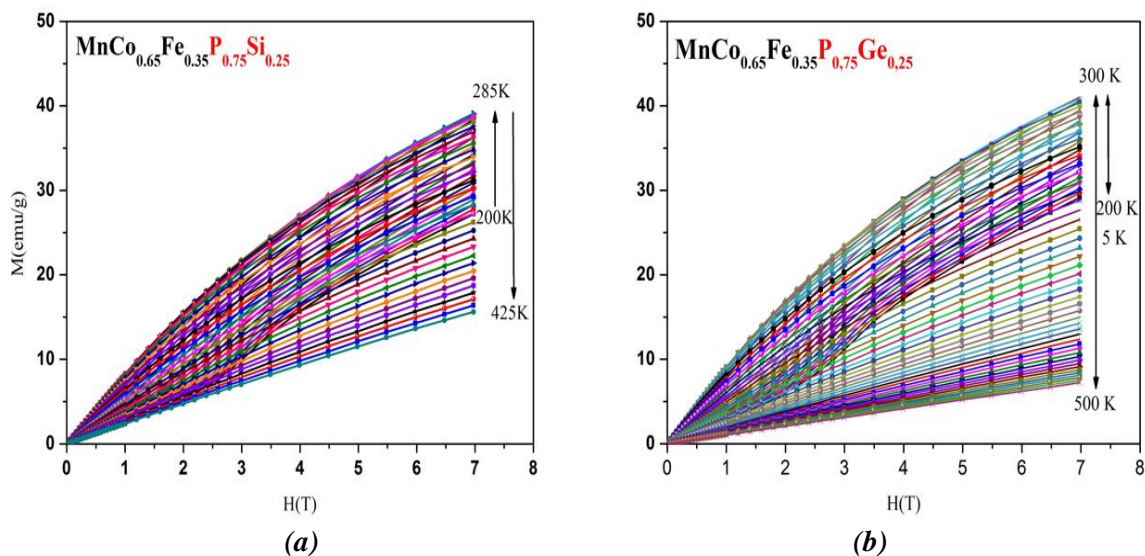 MnCo0.65Fe0.35P0.75Si0.25
50
40
30
20
10
0
M(emu/g)
285K
200K
425K
0 1 2 3 4 5 6 7 8
H(T)
(a)
MnCo0.65Fe0.35P0,75Ge0,25
50
40
30
20
10
0
300 K
200 K
5 K
500 K
0 1 2 3 4 5 6 7 8
H(T)
(b)